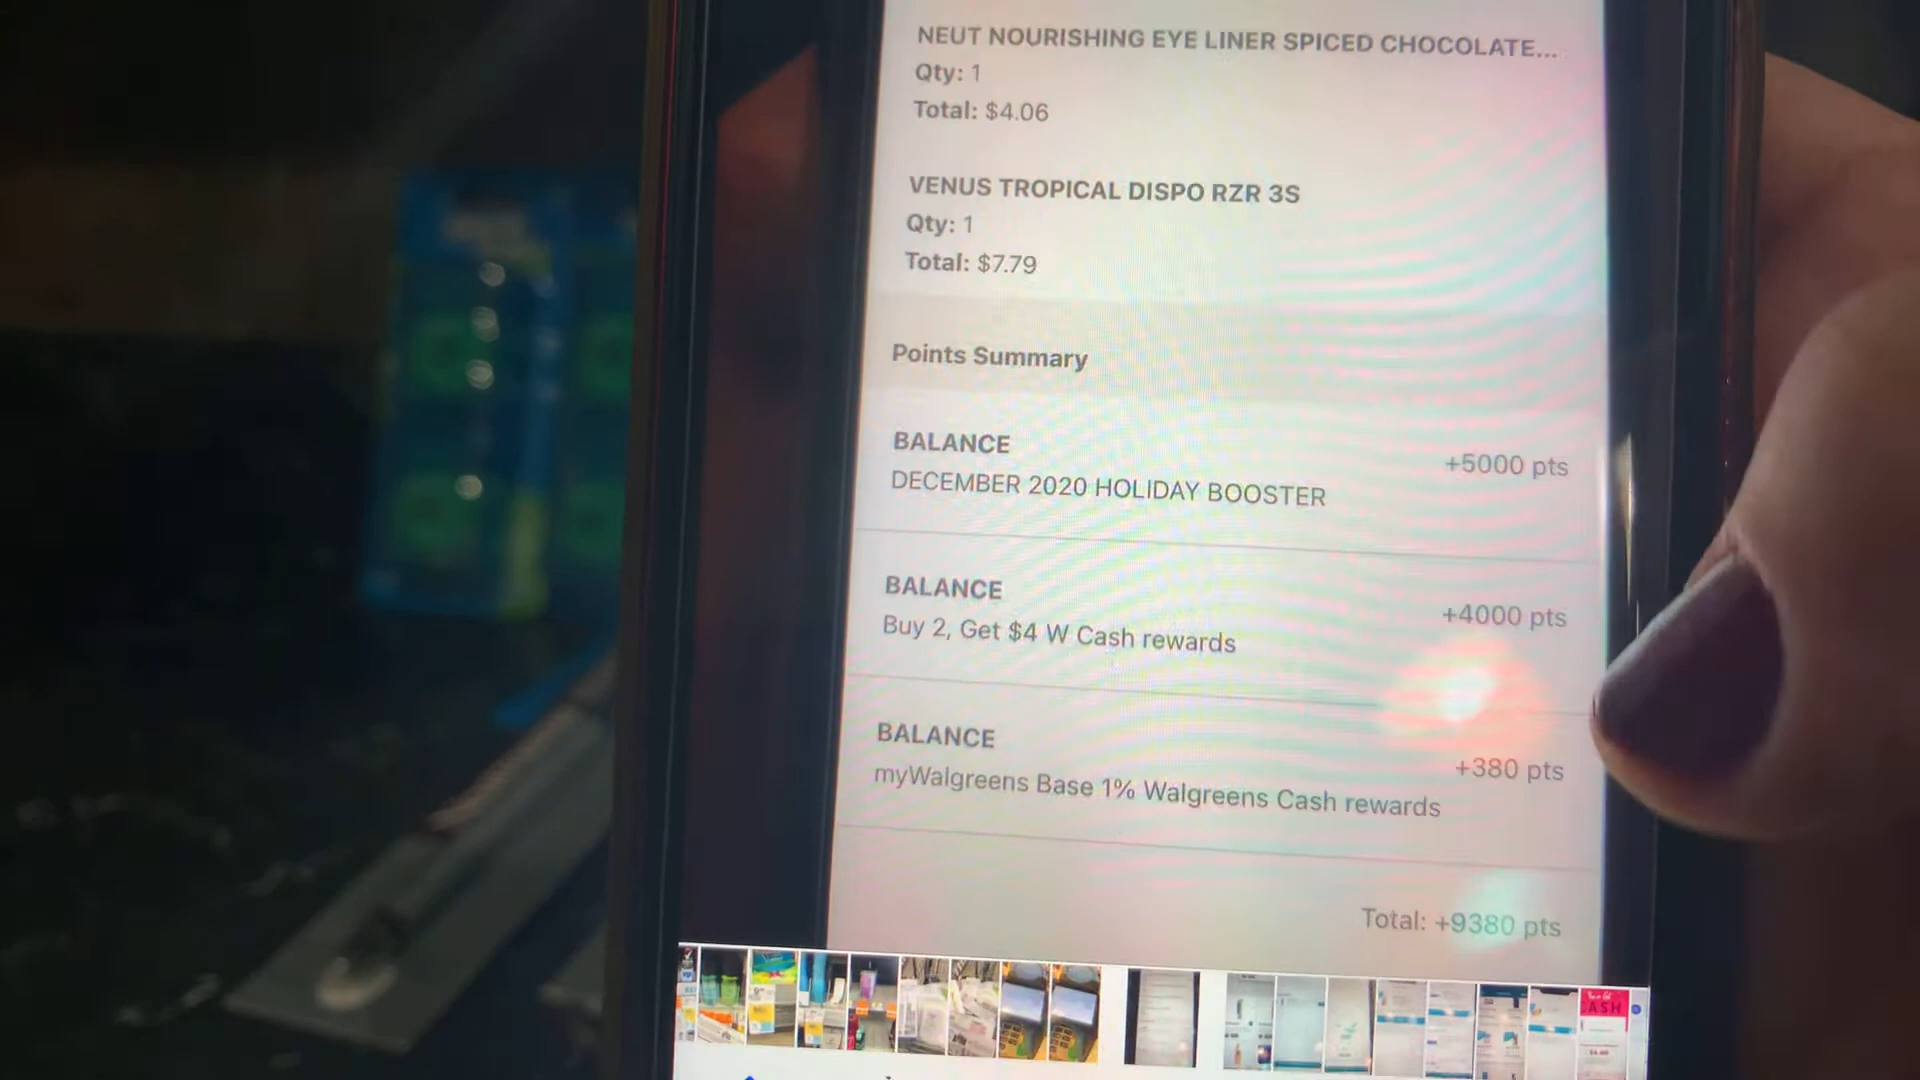 NEUT NOURISHING EYE LINER SPICED CHOCOLATE...
Qty: 1
Total: $4.06
VENUS TROPICAL DISPO RZR 3S
Qty: 1
Total: $7.79
Points Summary
BALANCE
+5000 pts
DECEMBER 2020 HOLIDAY BOOSTER
BALANCE
+4000 pts
Buy 2, Get $4 W Cash rewards
BALANCE
+380 pts
myWalgreens Base 1% Walgreens Cash rewards
Total: +9380 pts
CASH